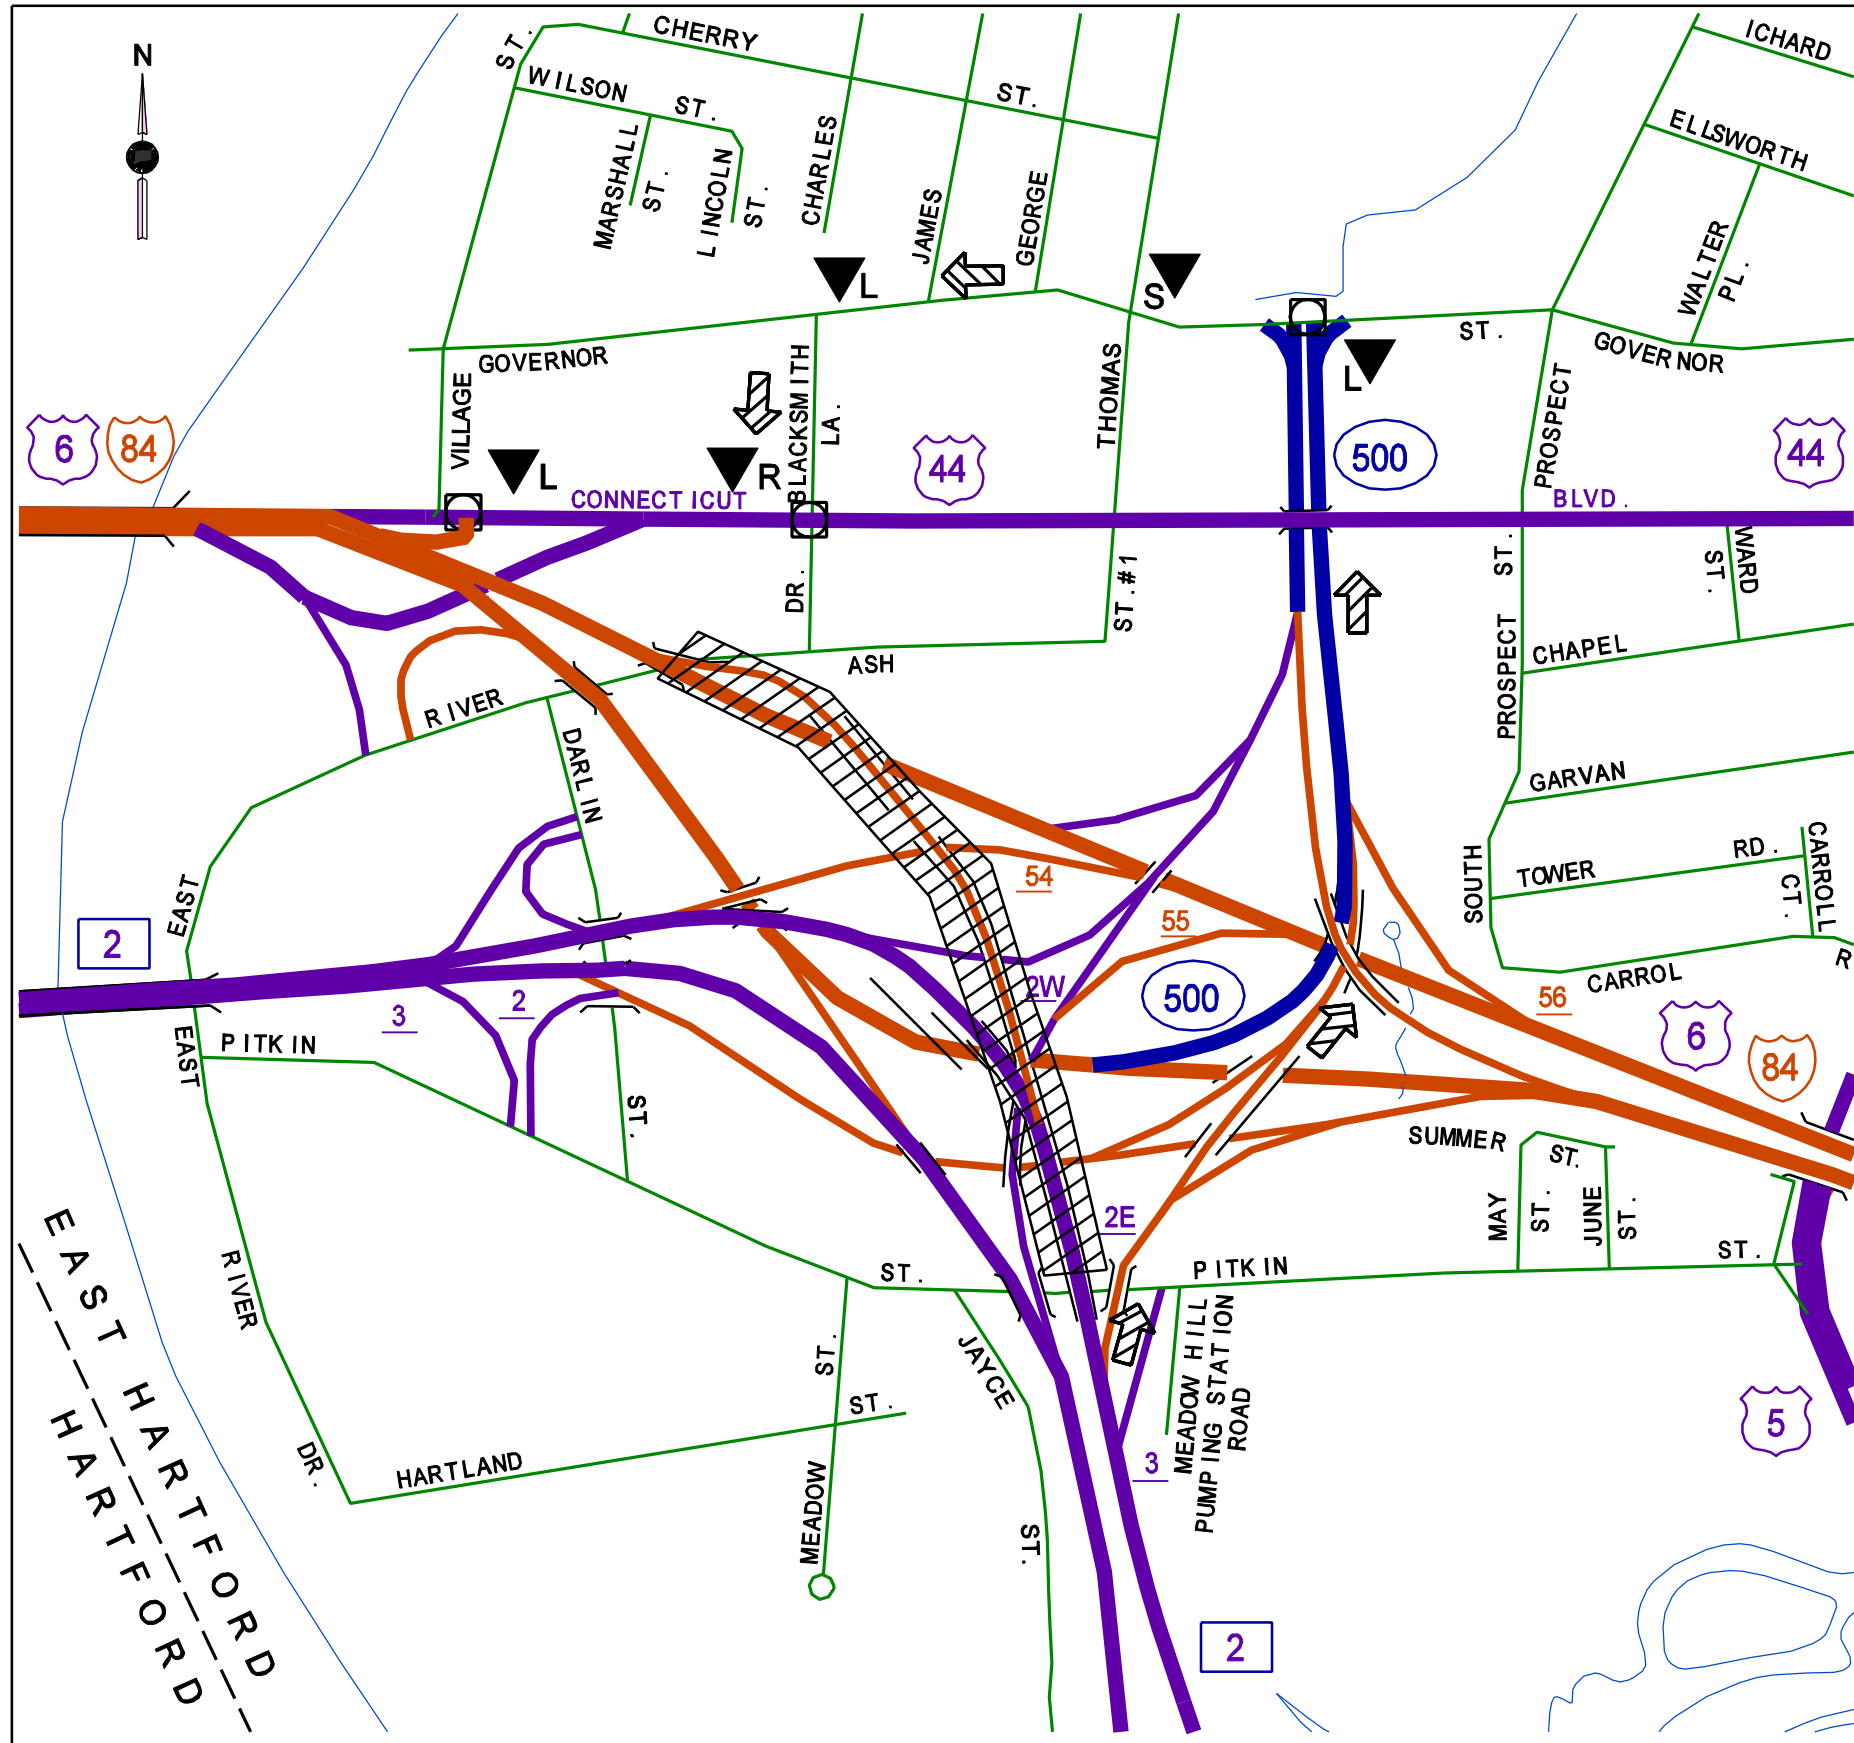 N
ST.
CHERRY
ST.
ICHARD
WILSON
ST.
ELLSWORTH
MARSHALL
ST.
LINCOLN
ST.
CHARLES
JAMES
GEORGE
WALTER
PL.
L
S
GOVERNOR
ST.
GOVERNOR
L
VILLAGE
BLACKSMITH
LA.
THOMAS
PROSPECT
6
84
44
500
44
L
R
CONNECTICUT
BLVD.
DR.
ST.#1
ST.
ST.
WARD
PROSPECT
CHAPEL
ASH
RIVER
DARLIN
GARVAN
SOUTH
TOWER
RD.
CARROLL
CT.
54
55
EAST
2
2W
500
CARROL
R
56
3
2
6
84
EAST
PITKIN
ST.
SUMMER
ST.
MAY
ST.
JUNE
ST.
2E
ST.
PITKIN
ST.
RIVER
EAST HARTFORD
HARTFORD
ST.
JAYCE
MEADOW HILL
PUMPING STATION
ROAD
5
ST.
HARTLAND
DR.
3
MEADOW
ST.
2